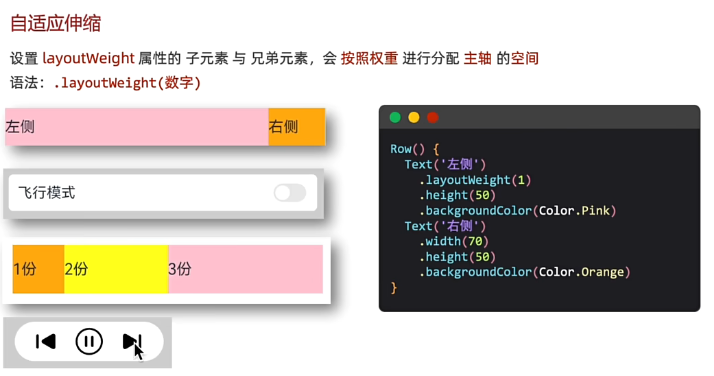 自适应伸缩
设置 layoutWeight 属性的 子元素 与 兄弟元素，会 按照权重 进行分配 主轴 的空间
语法：.layoutWeight(数字)
左侧 右侧
飞行模式
1份 2份 3份
Row() {
  Text('左侧')
    .layoutWeight(1)
    .height(50)
    .backgroundColor(Color.Pink)
  Text('右侧')
    .width(70)
    .height(50)
    .backgroundColor(Color.Orange)
}